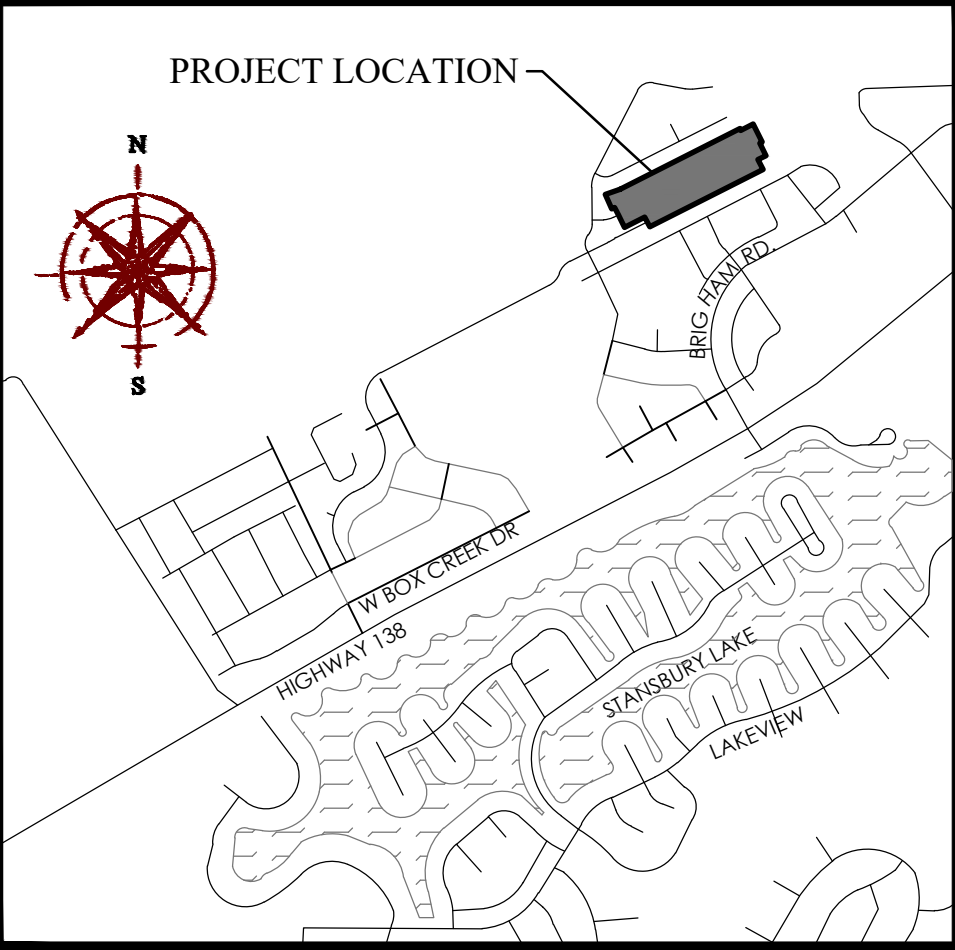 PROJECT LOCATION
N
S
BRIG HAM RD.
W BOX CREEK DR
HIGHWAY 138
STANSBURY LAKE
LAKEVIEW